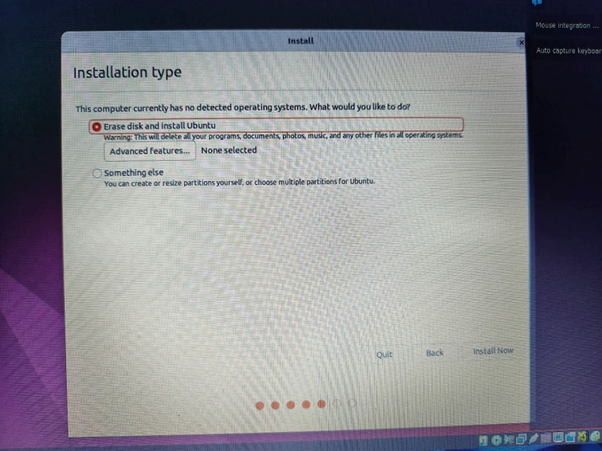 Install
Mouse integration ...
Auto capture keyboar
Installation type
This computer currently has no detected operating systems. What would you like to do?
Erase disk and install Ubuntu
Warning: This will delete all your programs, documents, photos, music, and any other files in all operating systems.
Advanced features... None selected
Something else
You can create or resize partitions yourself, or choose multiple partitions for Ubuntu.
Quit Back Install Now